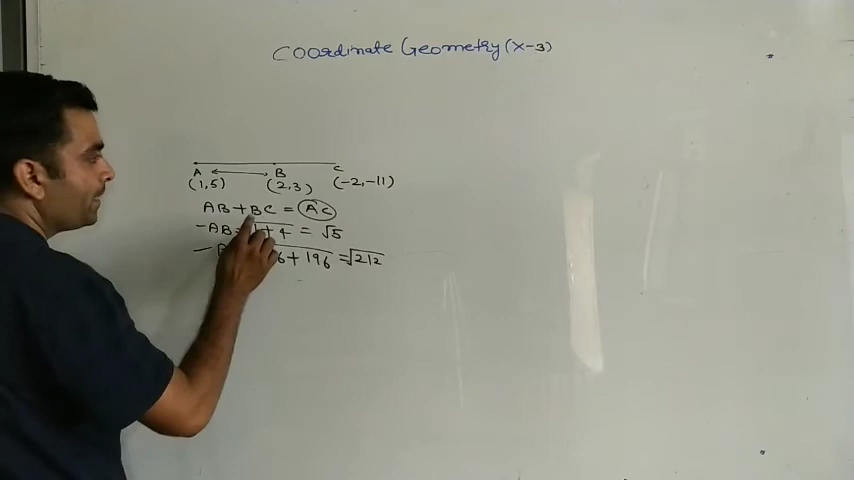 Coordinate Geometry (X-3)
A B C
(1,5) (2,3) (-2,-11)
AB+BC = AC
-AB= 1+4 = √5
6+196 =√212